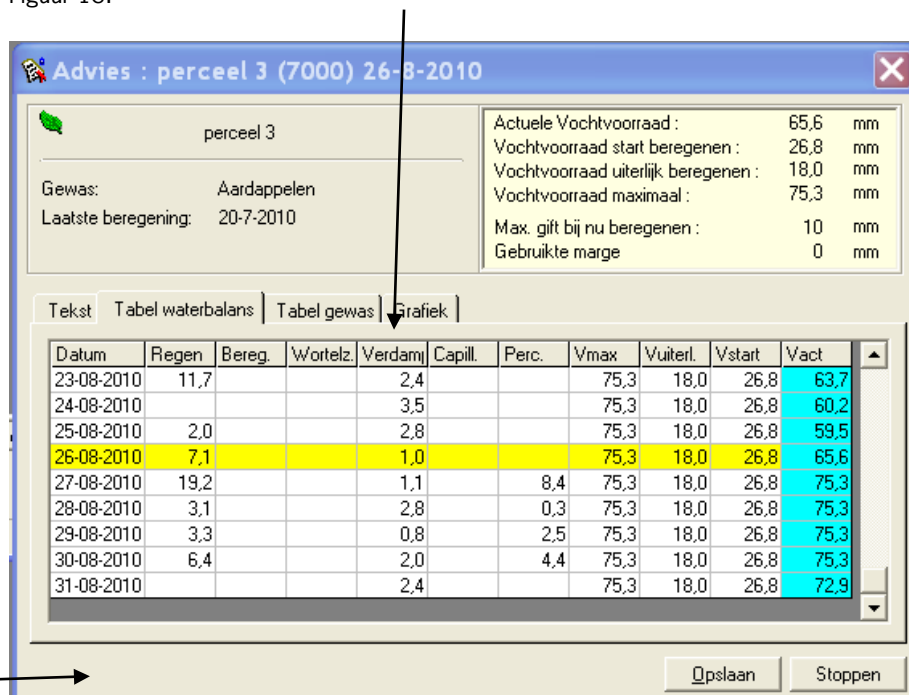 Advies : perceel 3 (7000) 26-8-2010
perceel 3
Gewas: Aardappelen
Laatste beregening: 20-7-2010
Actuele Vochtvoorraad : 65,6 mm
Vochtvoorraad start beregenen : 26,8 mm
Vochtvoorraad uiterlijk beregenen : 18,0 mm
Vochtvoorraad maximaal : 75,3 mm
Max. gift bij nu beregenen : 10 mm
Gebruikte marge 0 mm
Tekst Tabel waterbalans Tabel gewas Grafiek
Datum Regen Bereg. Wortelz. Verdamp Capill. Perc. Vmax Vuiterl. Vstart Vact
23-08-2010 11,7 2,4 75,3 18,0 26,8 63,7
24-08-2010 3,5 75,3 18,0 26,8 60,2
25-08-2010 2,0 2,8 75,3 18,0 26,8 59,5
26-08-2010 7,1 1,0 75,3 18,0 26,8 65,6
27-08-2010 19,2 1,1 8,4 75,3 18,0 26,8 75,3
28-08-2010 3,1 2,8 0,3 75,3 18,0 26,8 75,3
29-08-2010 3,3 0,8 2,5 75,3 18,0 26,8 75,3
30-08-2010 6,4 2,0 4,4 75,3 18,0 26,8 75,3
31-08-2010 2,4 75,3 18,0 26,8 72,9
Opslaan Stoppen